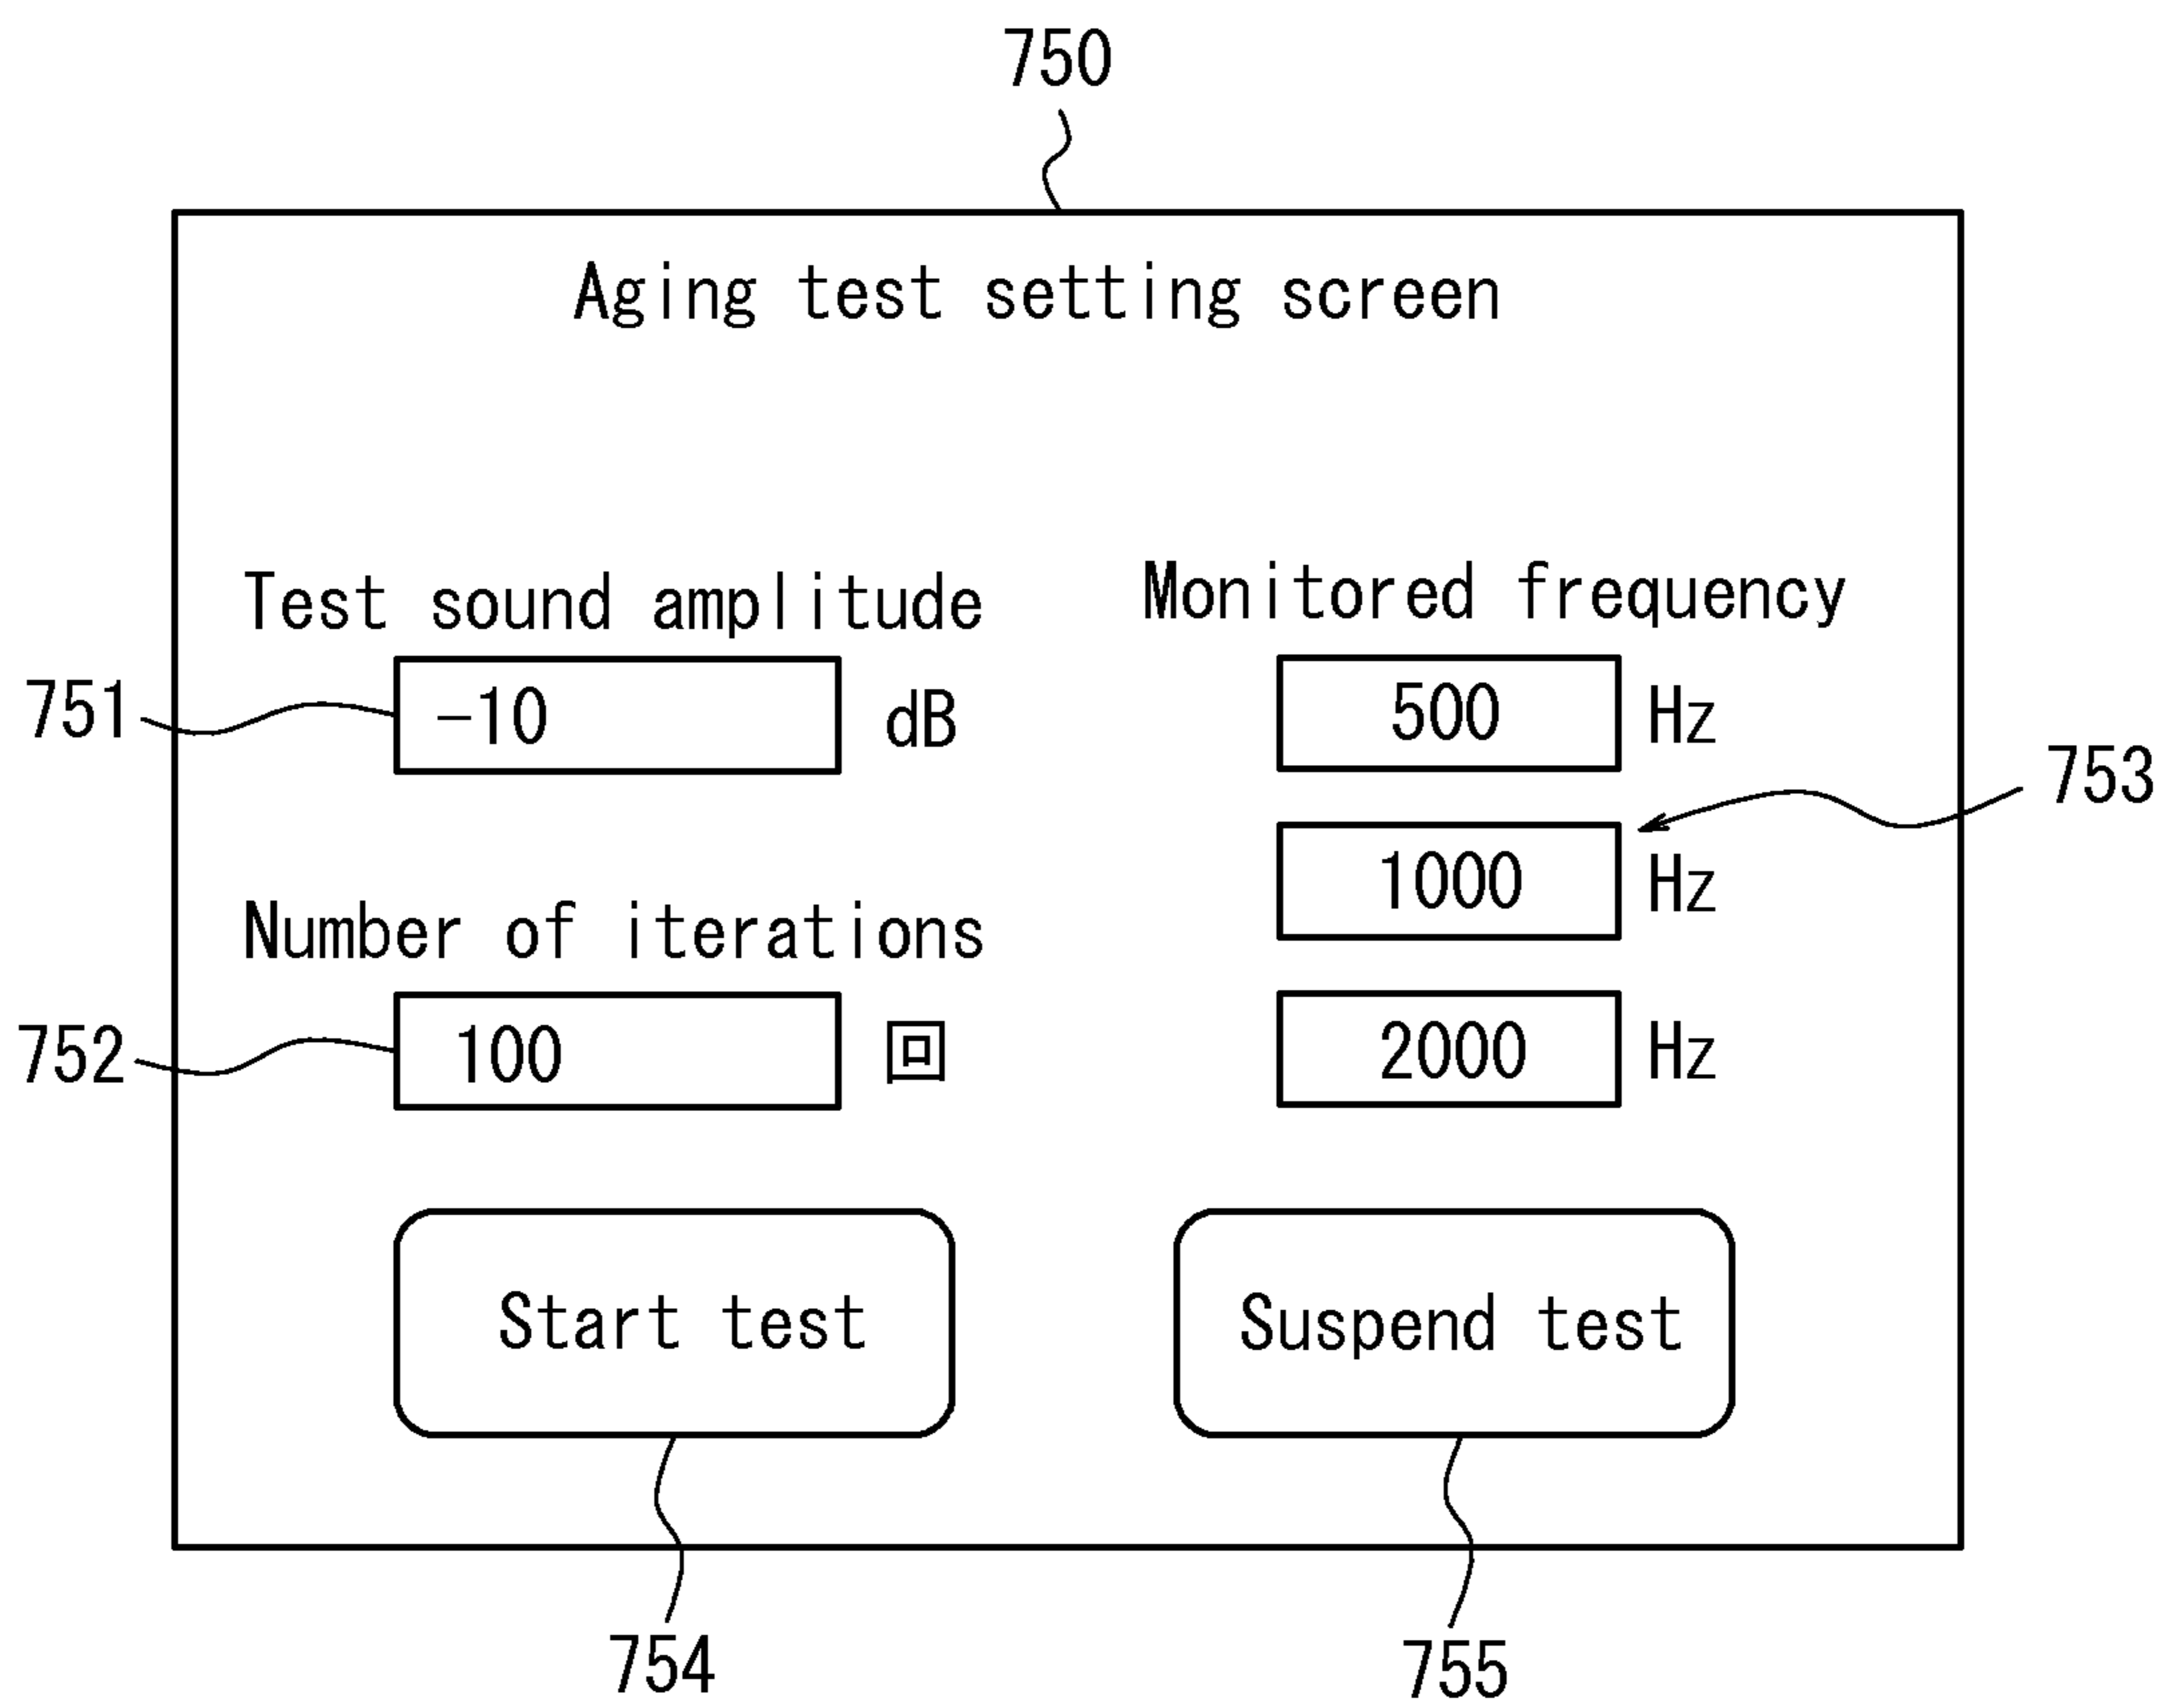 750
Aging test setting screen
Test sound amplitude
751
-10 dB
Number of iterations
752
100 回
Monitored frequency
500 Hz
753
1000 Hz
2000 Hz
Start test
Suspend test
754
755